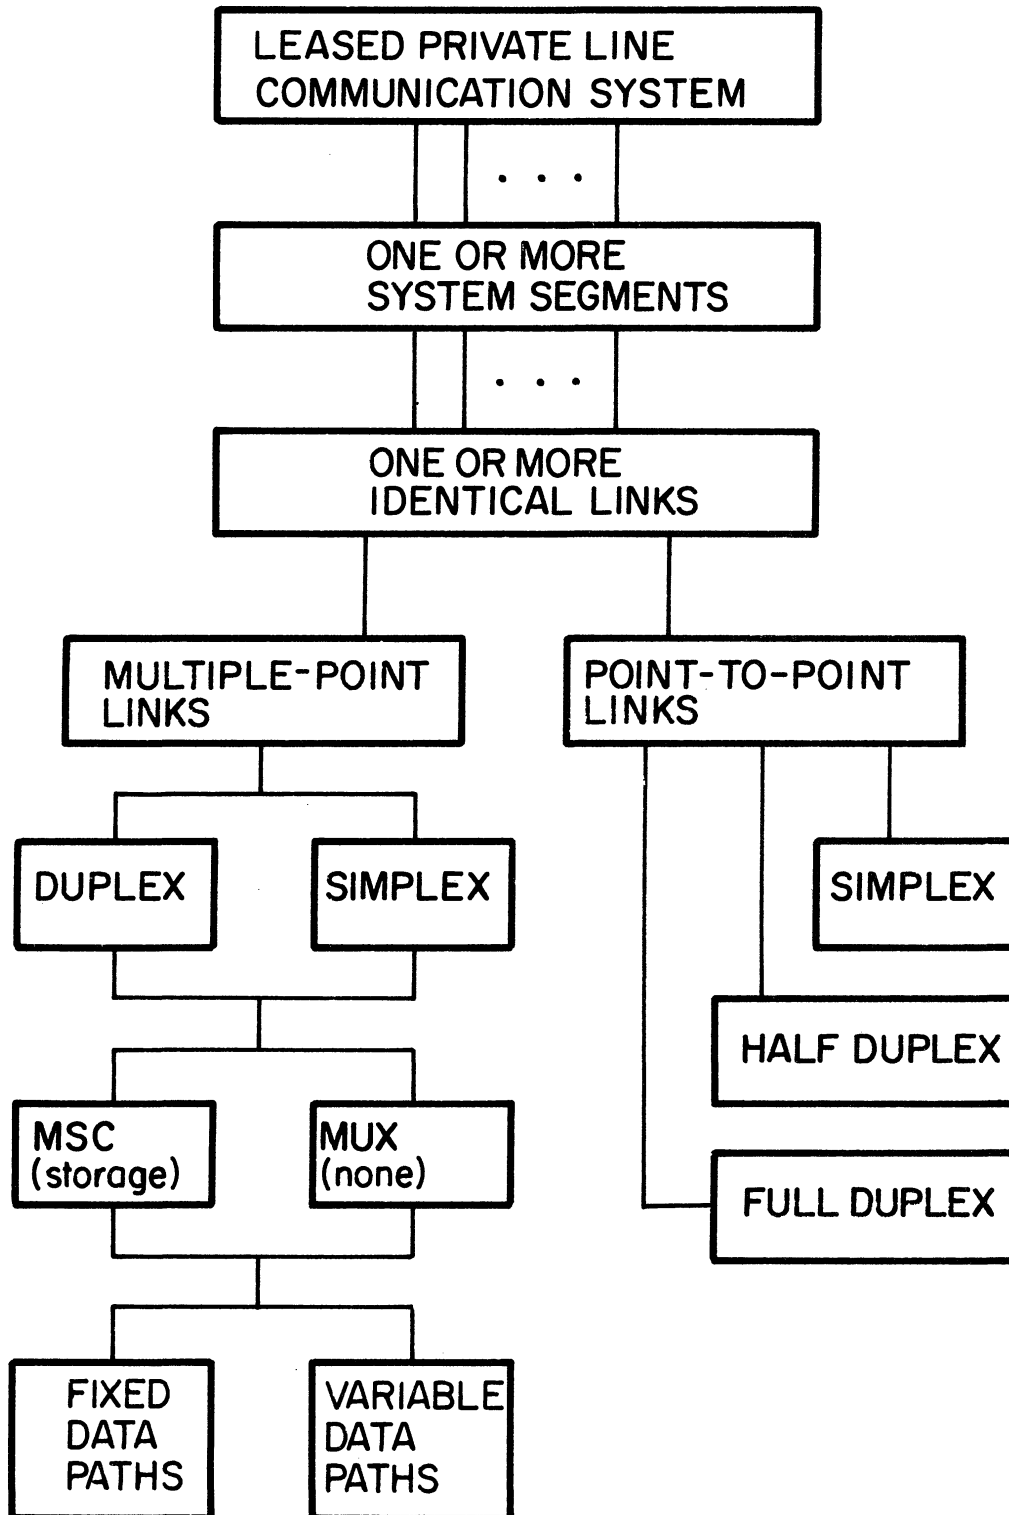 LEASED PRIVATE LINE
COMMUNICATION SYSTEM
. . .
ONE OR MORE
SYSTEM SEGMENTS
. . .
ONE OR MORE
IDENTICAL LINKS
MULTIPLE-POINT
LINKS
POINT-TO-POINT
LINKS
DUPLEX
SIMPLEX
SIMPLEX
HALF DUPLEX
MSC
(storage)
MUX
(none)
FULL DUPLEX
FIXED
DATA
PATHS
VARIABLE
DATA
PATHS